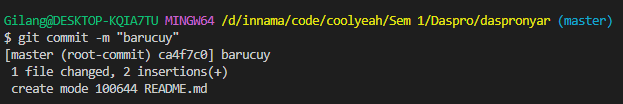 Gilang@DESKTOP-KQIA7TU MINGW64 /d/innama/code/coolyeah/Sem 1/Daspro/daspronyar (master)
$ git commit -m "barucuy"
[master (root-commit) ca4f7c0] barucuy
 1 file changed, 2 insertions(+)
 create mode 100644 README.md